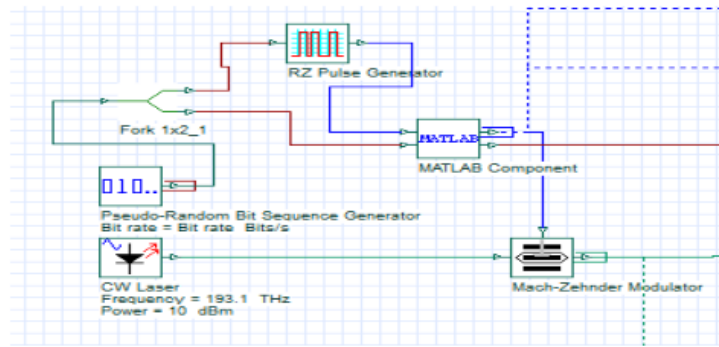 RZ Pulse Generator
Fork 1x2_1
MATLAB
MATLAB Component
010..
Pseudo-Random Bit Sequence Generator
Bit rate = Bit rate Bits/s
CW Laser
Frequency = 193.1 THz
Power = 10 dBm
Mach-Zehnder Modulator